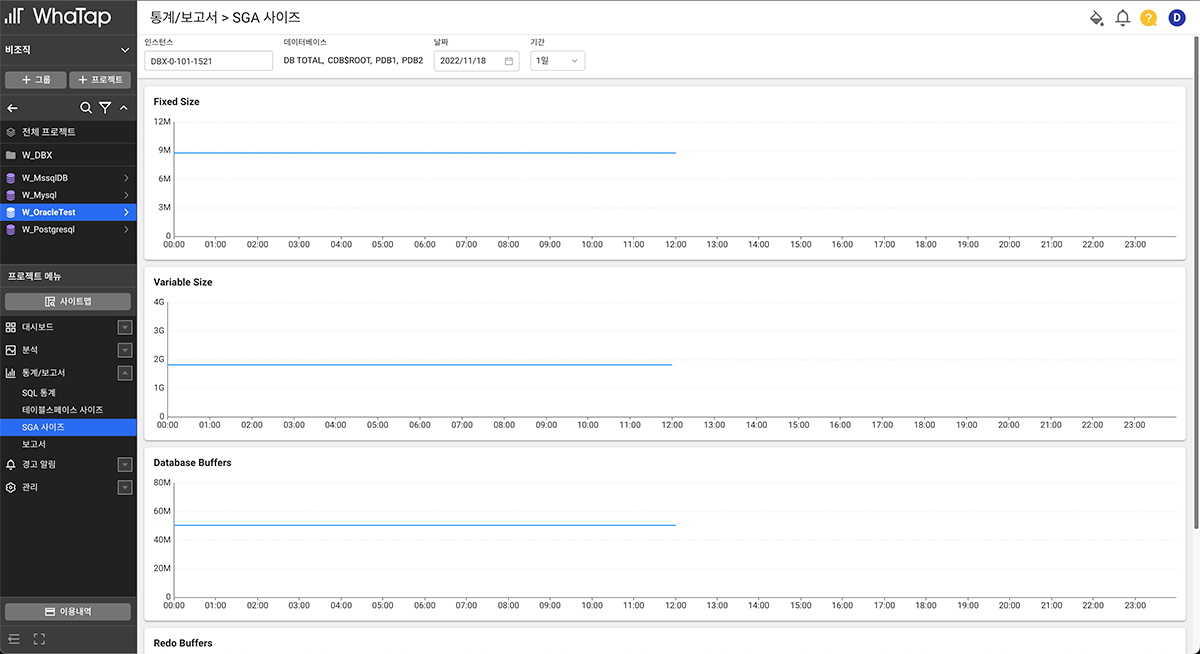 WhaTap
통계/보고서 > SGA 사이즈
?
D
비조직
+ 그룹
+ 프로젝트
전체 프로젝트
W_DBX
W_MssqlDB
W_Mysql
W_OracleTest
W_Postgresql
프로젝트 메뉴
사이트맵
대시보드
분석
통계/보고서
SQL 통계
테이블스페이스 사이즈
SGA 사이즈
보고서
경고 알림
관리
이용내역
인스턴스
데이터베이스
날짜
기간
DBX-0-101-1521
DB TOTAL, CDB$ROOT, PDB1, PDB2
2022/11/18
1일
Fixed Size
12M
9M
6M
3M
0
00:00 01:00 02:00 03:00 04:00 05:00 06:00 07:00 08:00 09:00 10:00 11:00 12:00 13:00 14:00 15:00 16:00 17:00 18:00 19:00 20:00 21:00 22:00 23:00
Variable Size
4G
3G
2G
1G
0
00:00 01:00 02:00 03:00 04:00 05:00 06:00 07:00 08:00 09:00 10:00 11:00 12:00 13:00 14:00 15:00 16:00 17:00 18:00 19:00 20:00 21:00 22:00 23:00
Database Buffers
80M
60M
40M
20M
0
00:00 01:00 02:00 03:00 04:00 05:00 06:00 07:00 08:00 09:00 10:00 11:00 12:00 13:00 14:00 15:00 16:00 17:00 18:00 19:00 20:00 21:00 22:00 23:00
Redo Buffers